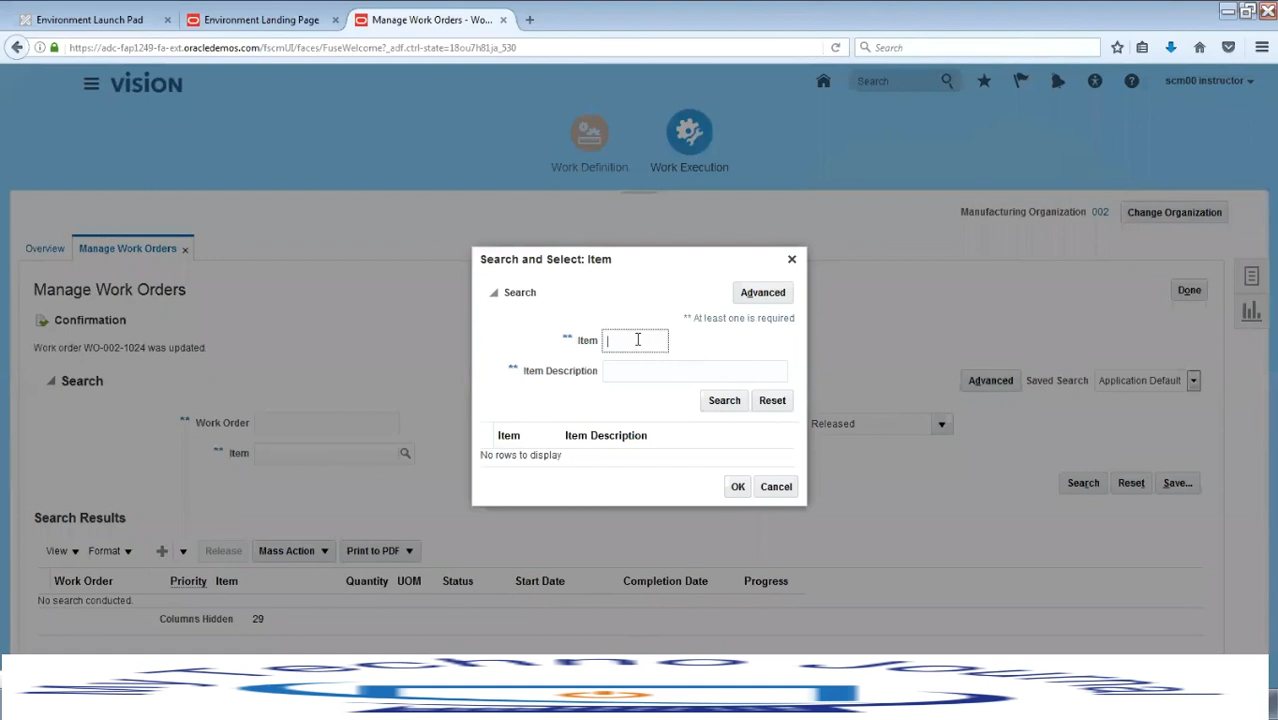 Environment Launch Pad × Environment Landing Page × Manage Work Orders - Wo... × +
https://adc-fap1249-fa-ext.oracledemos.com/fscmUI/faces/FuseWelcome?_adf.ctrl-state=18ou7h81ja_530 Search
vision Search scm00 instructor
Work Definition Work Execution
Manufacturing Organization 002 Change Organization
Overview Manage Work Orders ×
Manage Work Orders Done
Confirmation
Work order WO-002-1024 was updated.
Search Advanced Saved Search Application Default
** Work Order Released
** Item
Search Reset Save...
Search Results
View Format Release Mass Action Print to PDF
Work Order Priority Item Quantity UOM Status Start Date Completion Date Progress
No search conducted.
Columns Hidden 29
Search and Select: Item ×
Search Advanced
** At least one is required
** Item
** Item Description
Search Reset
Item Item Description
No rows to display
OK Cancel